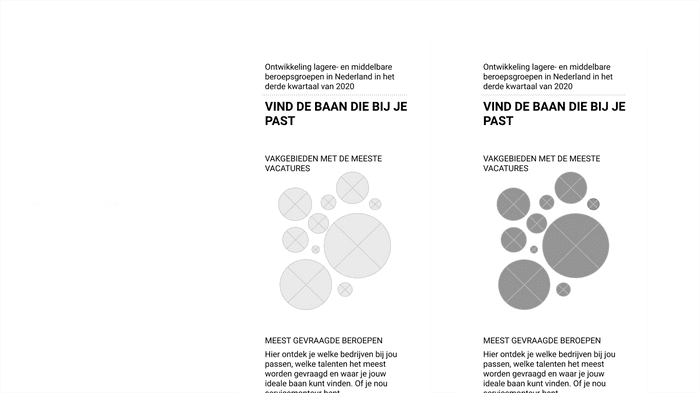 Ontwikkeling lagere- en middelbare
beroepsgroepen in Nederland in het
derde kwartaal van 2020
VIND DE BAAN DIE BIJ JE
PAST
VAKGEBIEDEN MET DE MEESTE
VACATURES
MEEST GEVRAAGDE BEROEPEN
Hier ontdek je welke bedrijven bij jou
passen, welke talenten het meest
worden gevraagd en waar je jouw
ideale baan kunt vinden. Of je nou
Ontwikkeling lagere- en middelbare
beroepsgroepen in Nederland in het
derde kwartaal van 2020
VIND DE BAAN DIE BIJ JE
PAST
VAKGEBIEDEN MET DE MEESTE
VACATURES
MEEST GEVRAAGDE BEROEPEN
Hier ontdek je welke bedrijven bij jou
passen, welke talenten het meest
worden gevraagd en waar je jouw
ideale baan kunt vinden. Of je nou